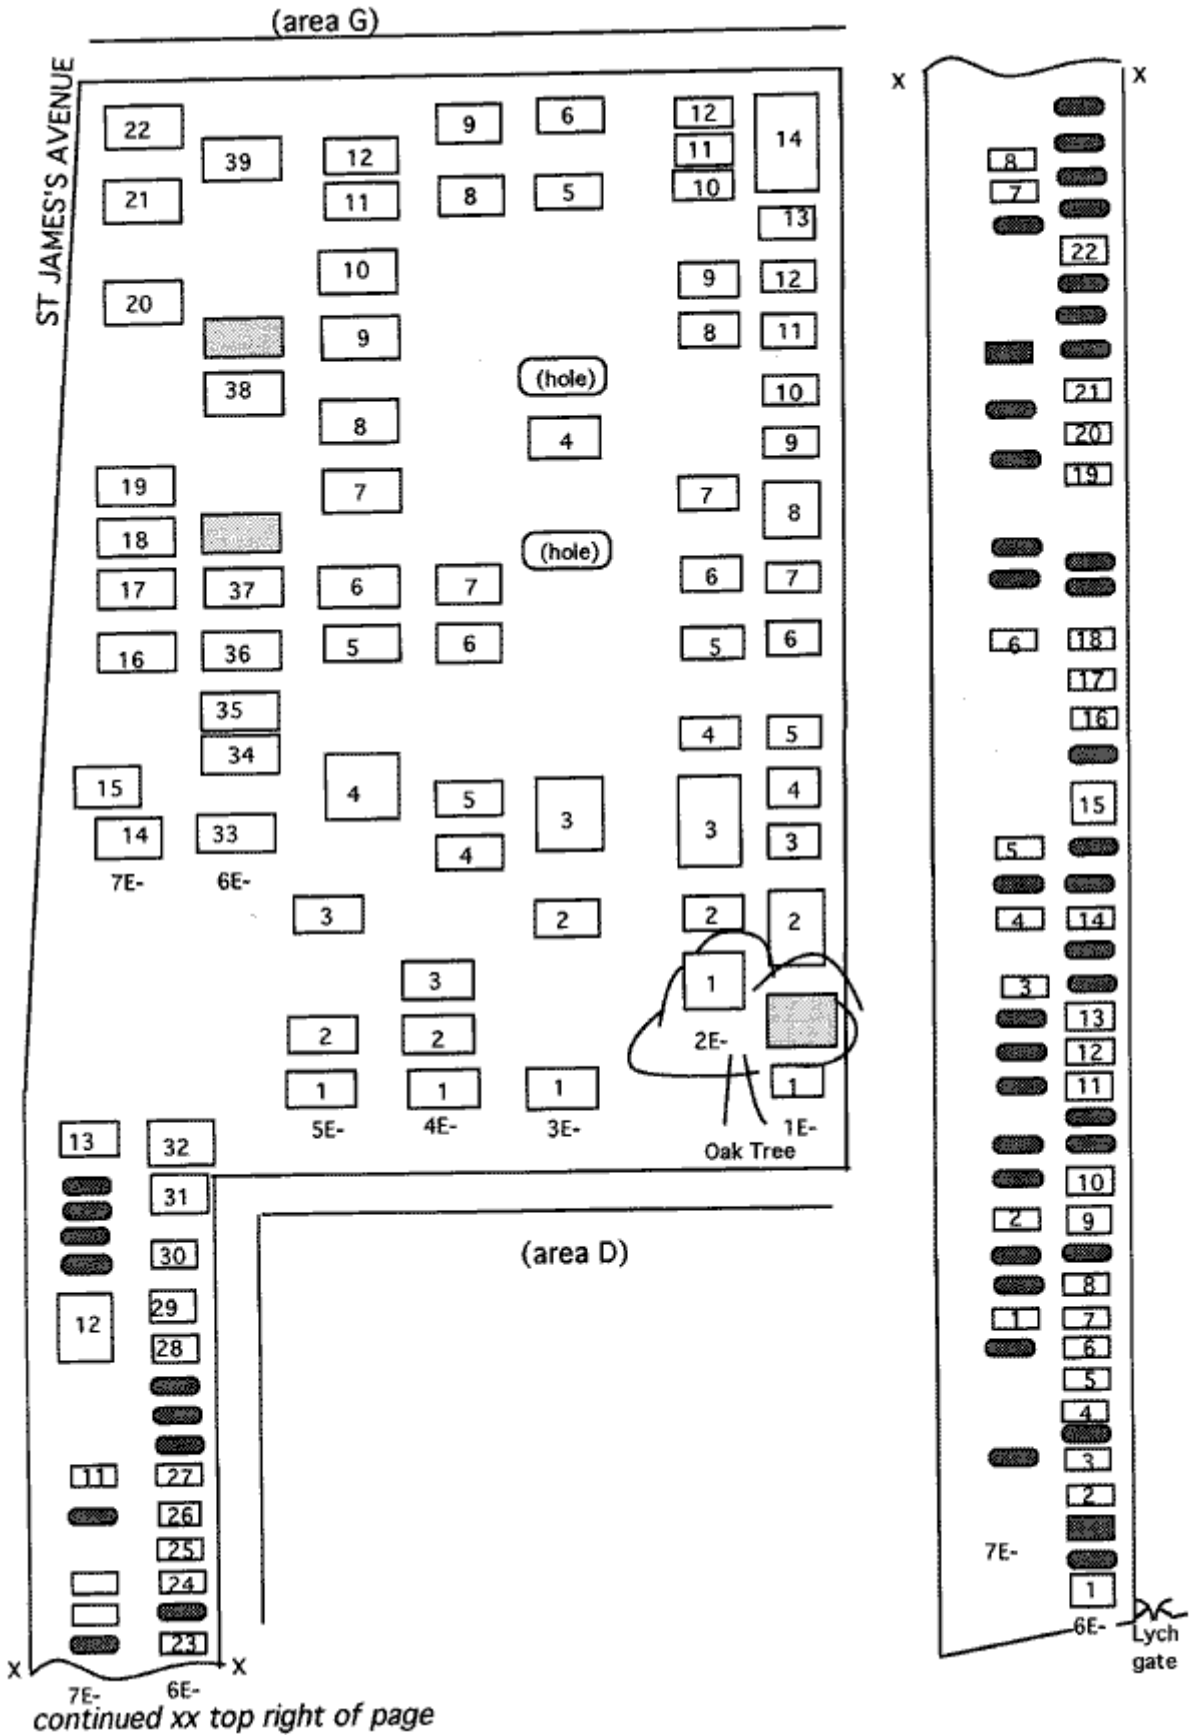 (area G)
ST JAMES'S AVENUE
X X
22 39 12 9 6 12 14
11
21 11 8 5 10
13
20 10 9 12
9 8 11
38 (hole) 10
8 4 9
19 7 7 8
18 (hole)
17 37 6 7 6 7
16 36 5 6 5 6
35
34 4 5
15 4 5 3 3 4
14 33 4 3
7E- 6E-
3 2 2 2
3 1
2 2 2E-
1 1 1 1
5E- 4E- 3E- 1E-
Oak Tree
13 32
31
30
(area D)
12 29
28
11 27
26
25
24
23
X X
7E- 6E-
continued xx top right of page
8
7
22
21
20
19
6 18
17
16
15
5
4 14
3
13
12
11
10
2 9
8
1 7
6
5
4
3
2
7E-
1
6E- Lych
gate